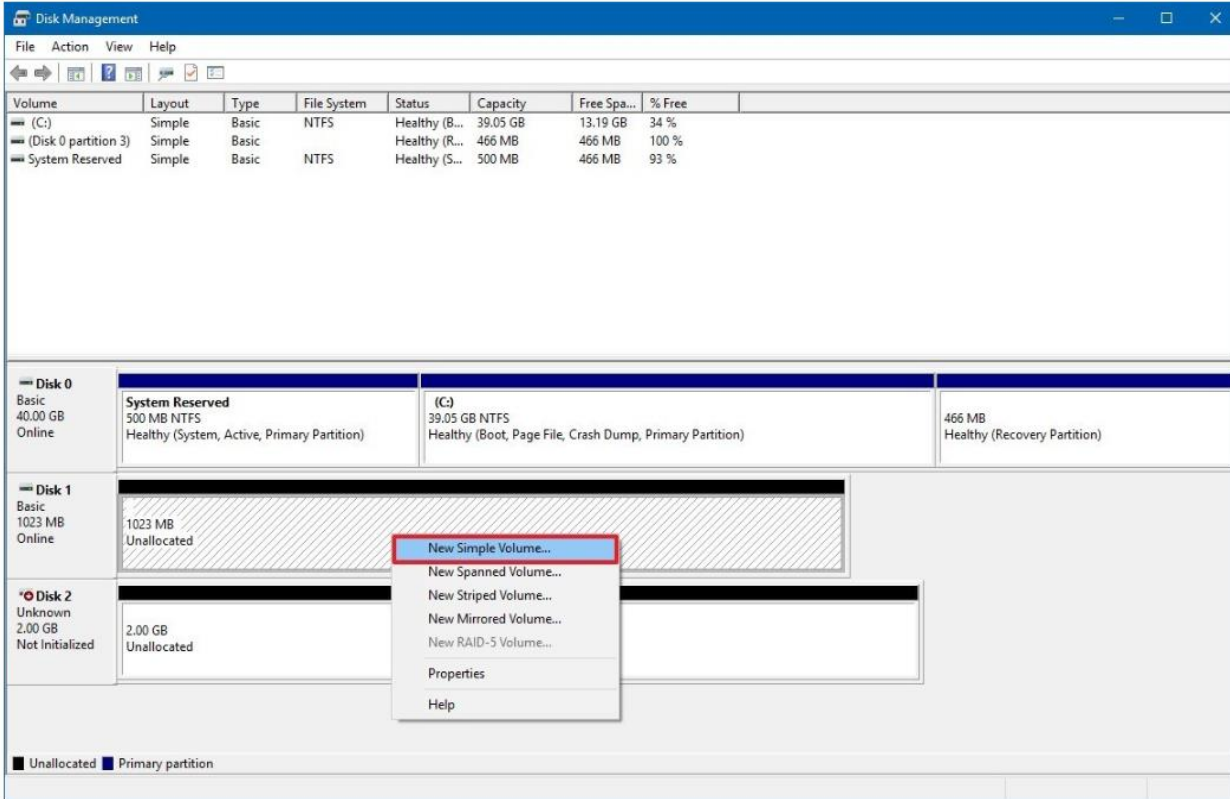 Disk Management
File Action View Help
Volume Layout Type File System Status Capacity Free Spa... % Free
(C:) Simple Basic NTFS Healthy (B... 39.05 GB 13.19 GB 34 %
(Disk 0 partition 3) Simple Basic Healthy (R... 466 MB 466 MB 100 %
System Reserved Simple Basic NTFS Healthy (S... 500 MB 466 MB 93 %
Disk 0
Basic
40.00 GB
Online
System Reserved
500 MB NTFS
Healthy (System, Active, Primary Partition)
(C:)
39.05 GB NTFS
Healthy (Boot, Page File, Crash Dump, Primary Partition)
466 MB
Healthy (Recovery Partition)
Disk 1
Basic
1023 MB
Online
1023 MB
Unallocated
New Simple Volume...
New Spanned Volume...
New Striped Volume...
New Mirrored Volume...
New RAID-5 Volume...
Properties
Help
Disk 2
Unknown
2.00 GB
Not Initialized
2.00 GB
Unallocated
Unallocated Primary partition